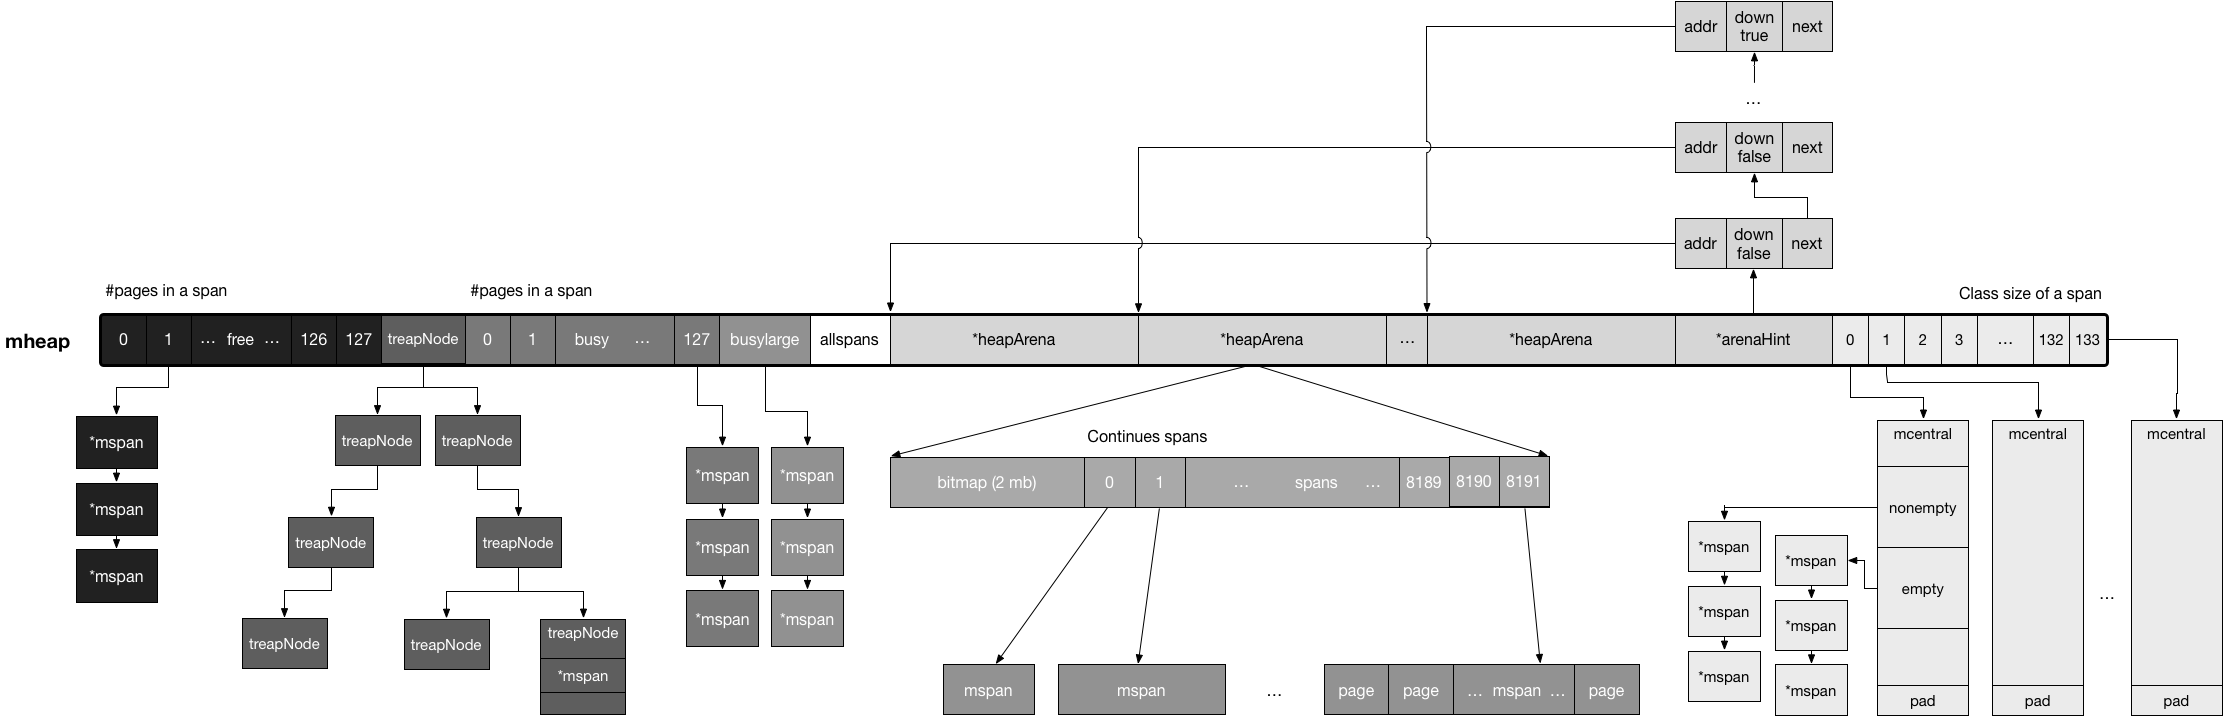 addr down true next
…
addr down false next
addr down false next
#pages in a span
#pages in a span
Class size of a span
mheap
0 1 … free … 126 127 treapNode 0 1 busy … 127 busylarge allspans *heapArena *heapArena … *heapArena *arenaHint 0 1 2 3 … 132 133
*mspan
*mspan
*mspan
treapNode treapNode
treapNode treapNode
treapNode treapNode treapNode
*mspan
*mspan *mspan
*mspan *mspan
*mspan *mspan
Continues spans
bitmap (2 mb) 0 1 … spans … 8189 8190 8191
mspan mspan … page page … mspan … page
mcentral mcentral mcentral
nonempty
*mspan *mspan
empty
…
*mspan *mspan
*mspan *mspan
pad pad pad